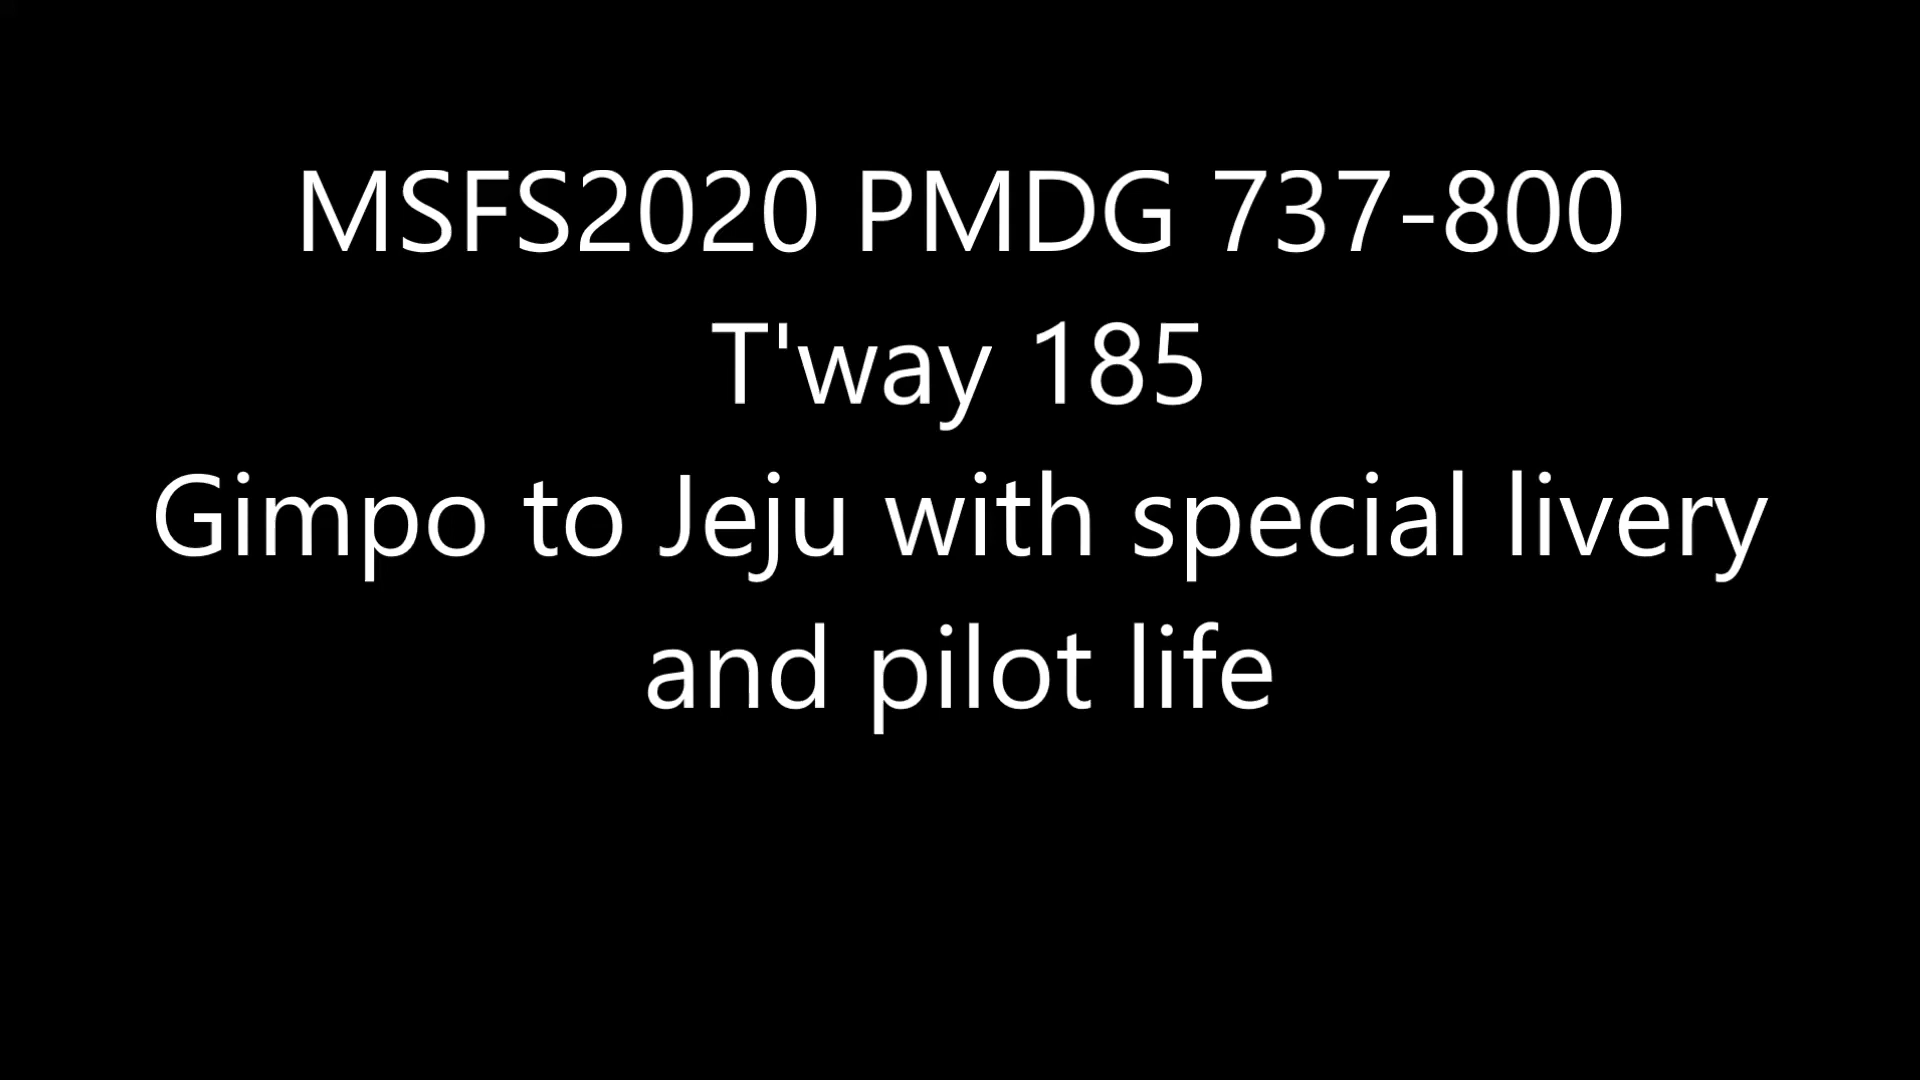 MSFS2020 PMDG 737-800
T'way 185
Gimpo to Jeju with special livery
and pilot life